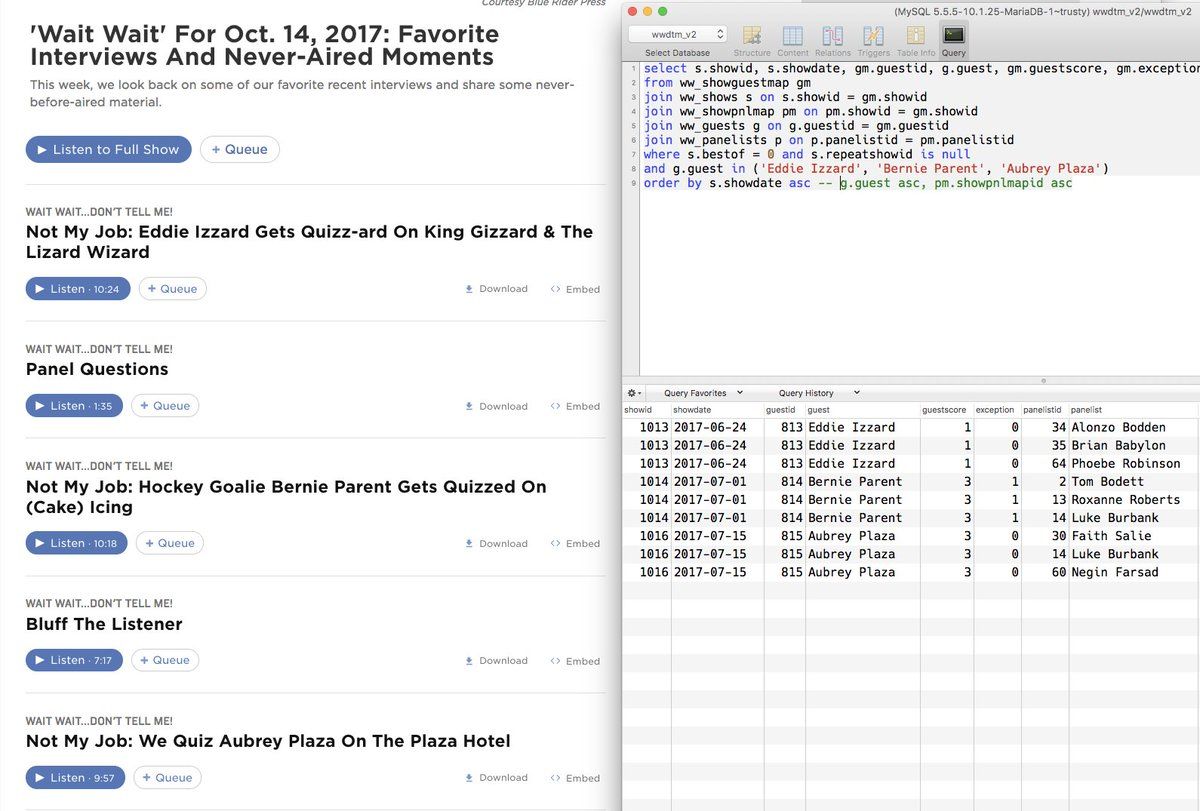 Courtesy Blue Rider Press
'Wait Wait' For Oct. 14, 2017: Favorite
Interviews And Never-Aired Moments
This week, we look back on some of our favorite recent interviews and share some never-
before-aired material.
Listen to Full Show
+ Queue
WAIT WAIT...DON'T TELL ME!
Not My Job: Eddie Izzard Gets Quizz-ard On King Gizzard & The
Lizard Wizard
Listen · 10:24 + Queue Download <> Embed
WAIT WAIT...DON'T TELL ME!
Panel Questions
Listen · 1:35 + Queue Download <> Embed
WAIT WAIT...DON'T TELL ME!
Not My Job: Hockey Goalie Bernie Parent Gets Quizzed On
(Cake) Icing
Listen · 10:18 + Queue Download <> Embed
WAIT WAIT...DON'T TELL ME!
Bluff The Listener
Listen · 7:17 + Queue Download <> Embed
WAIT WAIT...DON'T TELL ME!
Not My Job: We Quiz Aubrey Plaza On The Plaza Hotel
Listen · 9:57 + Queue Download <> Embed
(MySQL 5.5.5-10.1.25-MariaDB-1~trusty) wwdtm_v2/wwdtm_v2
wwdtm_v2
Select Database Structure Content Relations Triggers Table Info Query
1 select s.showid, s.showdate, gm.guestid, g.guest, gm.guestscore, gm.exception
2 from ww_showguestmap gm
3 join ww_shows s on s.showid = gm.showid
4 join ww_showpnlmap pm on pm.showid = gm.showid
5 join ww_guests g on g.guestid = gm.guestid
6 join ww_panelists p on p.panelistid = pm.panelistid
7 where s.bestof = 0 and s.repeatshowid is null
8 and g.guest in ('Eddie Izzard', 'Bernie Parent', 'Aubrey Plaza')
9 order by s.showdate asc -- g.guest asc, pm.showpnlmapid asc
Query Favorites Query History
showid showdate guestid guest guestscore exception panelistid panelist
1013 2017-06-24 813 Eddie Izzard 1 0 34 Alonzo Bodden
1013 2017-06-24 813 Eddie Izzard 1 0 35 Brian Babylon
1013 2017-06-24 813 Eddie Izzard 1 0 64 Phoebe Robinson
1014 2017-07-01 814 Bernie Parent 3 1 2 Tom Bodett
1014 2017-07-01 814 Bernie Parent 3 1 13 Roxanne Roberts
1014 2017-07-01 814 Bernie Parent 3 1 14 Luke Burbank
1016 2017-07-15 815 Aubrey Plaza 3 0 30 Faith Salie
1016 2017-07-15 815 Aubrey Plaza 3 0 14 Luke Burbank
1016 2017-07-15 815 Aubrey Plaza 3 0 60 Negin Farsad